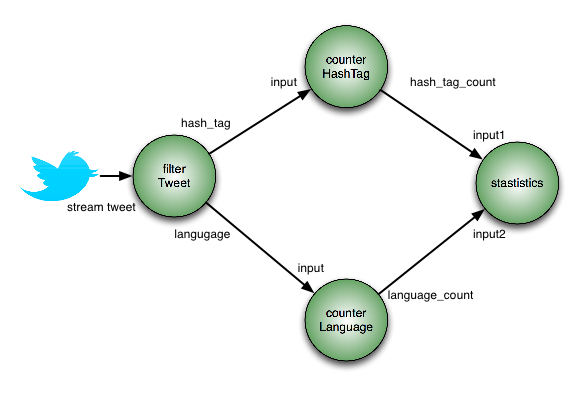 counter
HashTag
input
hash_tag_count
hash_tag
input1
filter
Tweet
stream tweet
stastistics
langugage
input2
input
language_count
counter
Language